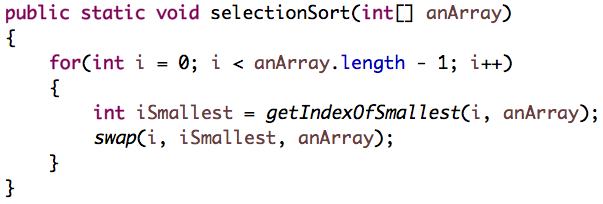 public static void selectionSort(int[] anArray)
{
    for(int i = 0; i < anArray.length - 1; i++)
    {
        int iSmallest = getIndexOfSmallest(i, anArray);
        swap(i, iSmallest, anArray);
    }
}